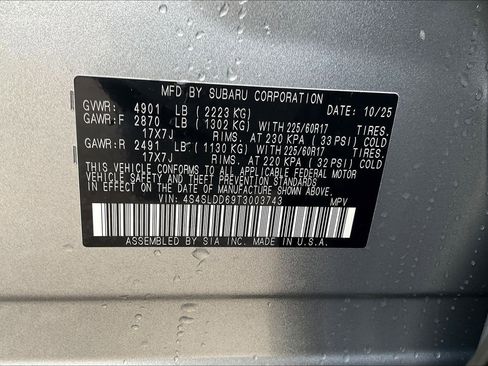 MFD BY SUBARU CORPORATION
GVWR: 4901 LB (2223 KG) DATE: 10/25
GAWR:F 2870 LB (1302 KG) WITH 225/60R17 TIRES.
17X7J RIMS. AT 230 KPA (33 PSI) COLD
GAWR:R 2491 LB (1130 KG) WITH 225/60R17 TIRES.
17X7J RIMS. AT 220 KPA (32 PSI) COLD
THIS VEHICLE CONFORMS TO ALL APPLICABLE FEDERAL MOTOR
VEHICLE SAFETY AND THEFT PREVENTION STANDARDS
IN EFFECT ON THE DATE OF MANUFACTURE SHOWN ABOVE.
VIN: 4S4SLDD69T3003743 MPV
ASSEMBLED BY SIA INC. MADE IN U.S.A.